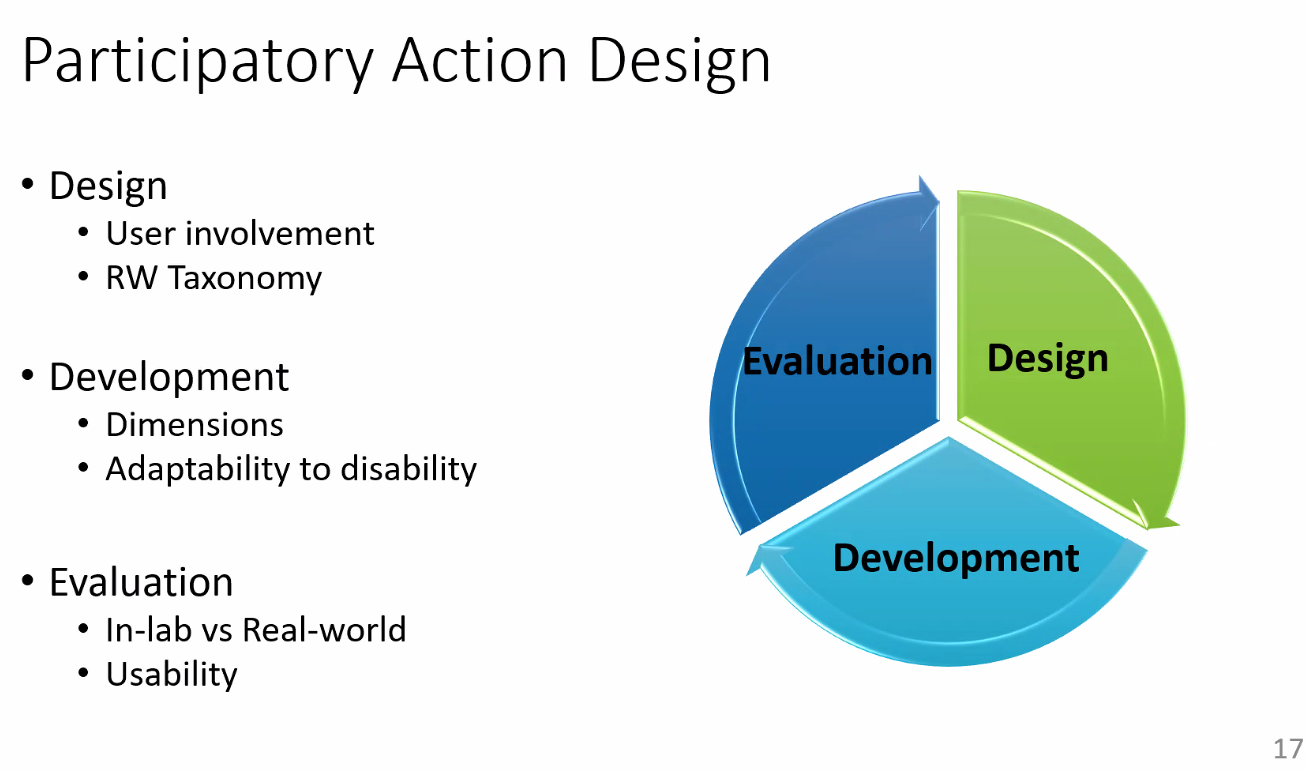 Participatory Action Design
• Design
• User involvement
• RW Taxonomy
• Development
• Dimensions
• Adaptability to disability
• Evaluation
• In-lab vs Real-world
• Usability
Evaluation
Design
Development
17